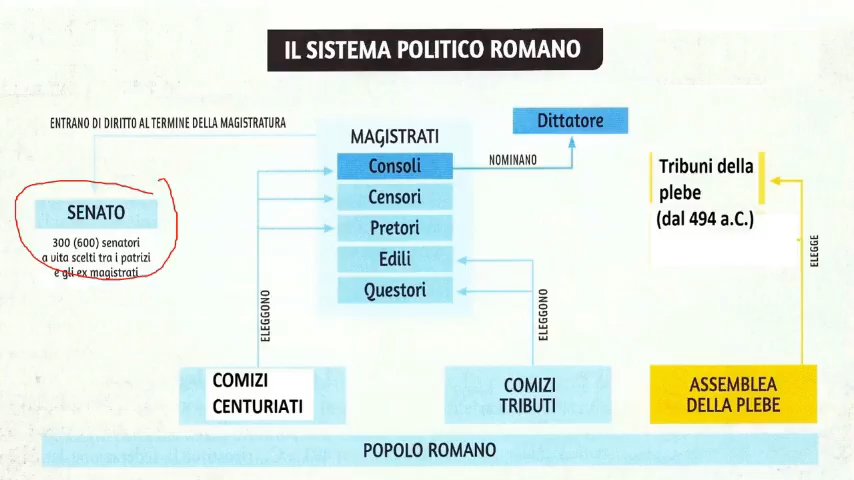 IL SISTEMA POLITICO ROMANO
ENTRANO DI DIRITTO AL TERMINE DELLA MAGISTRATURA
MAGISTRATI
Dittatore
Consoli
NOMINANO
Censori
Pretori
Edili
Questori
SENATO
300 (600) senatori
a vita scelti tra i patrizi
e gli ex magistrati
Tribuni della
plebe
(dal 494 a.C.)
ELEGGONO
ELEGGONO
ELEGGE
COMIZI
CENTURIATI
COMIZI
TRIBUTI
ASSEMBLEA
DELLA PLEBE
POPOLO ROMANO